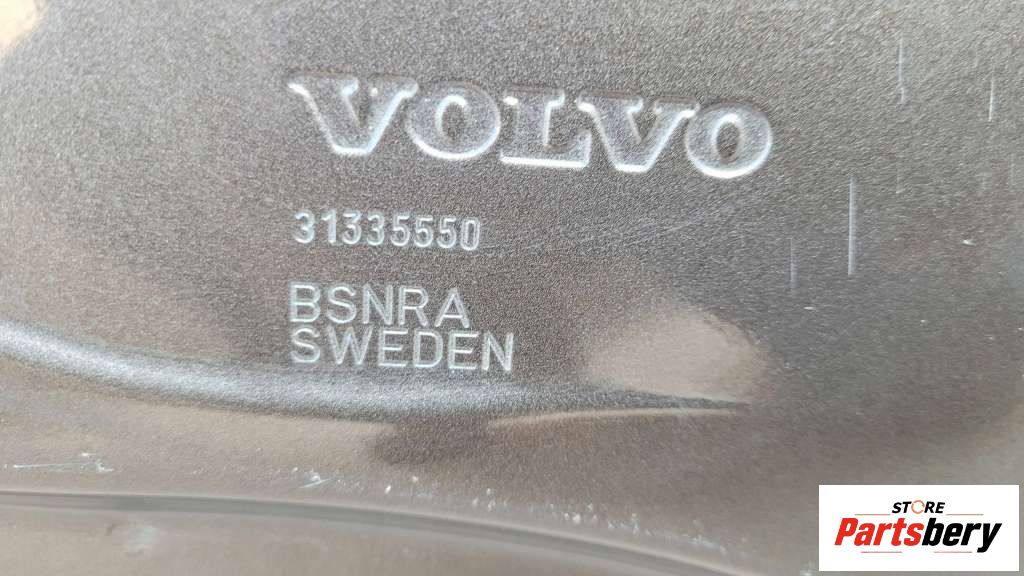 VOLVO
31335550
BSNRA
SWEDEN
STORE
Partsbery